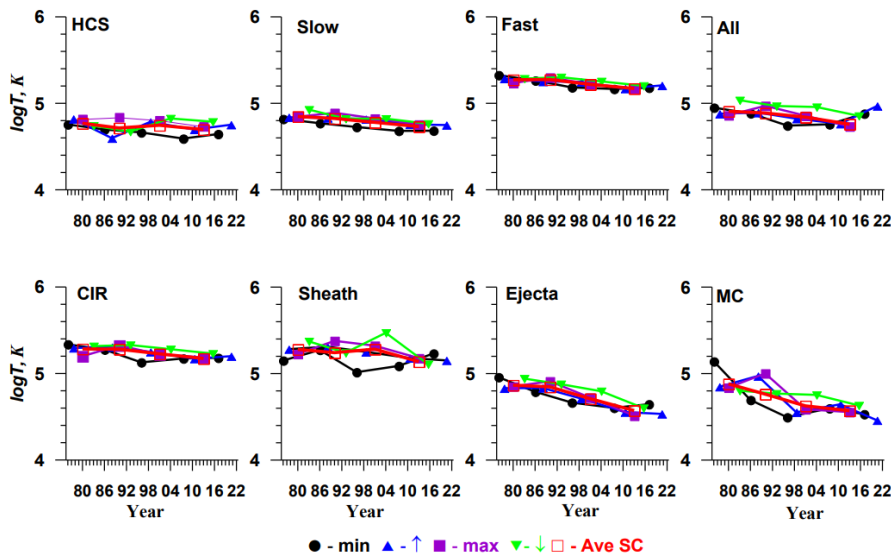 HCS Slow Fast All
6 6 6 6
logT, K
5 5 5 5
4 4 4 4
80 86 92 98 04 10 16 22 80 86 92 98 04 10 16 22 80 86 92 98 04 10 16 22 80 86 92 98 04 10 16 22
CIR Sheath Ejecta MC
6 6 6 6
logT, K
5 5 5 5
4 4 4 4
80 86 92 98 04 10 16 22 80 86 92 98 04 10 16 22 80 86 92 98 04 10 16 22 80 86 92 98 04 10 16 22
Year Year Year Year
- min - ↑ - max - ↓ - Ave SC